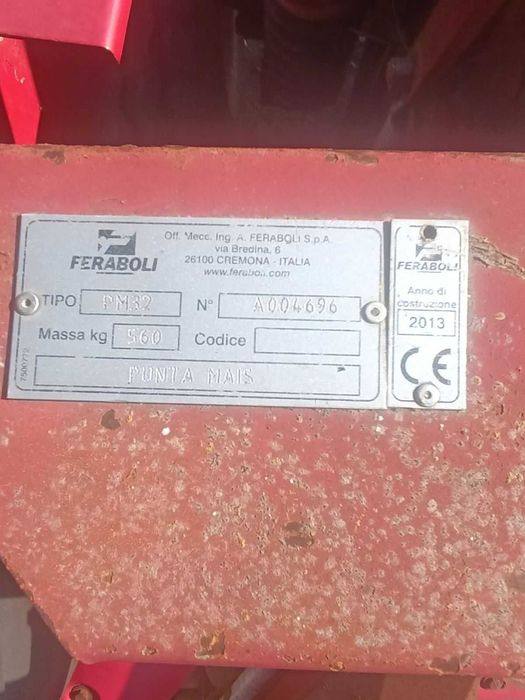 FERABOLI
Off. Mecc. Ing. A. FERABOLI S.p.A.
via Bredina, 6
26100 CREMONA - ITALIA
www.feraboli.com
TIPO PM32 N° A004696
Massa kg 560 Codice
PUNTA MAIS
7500772
FERABOLI
Anno di
costruzione
2013
CE